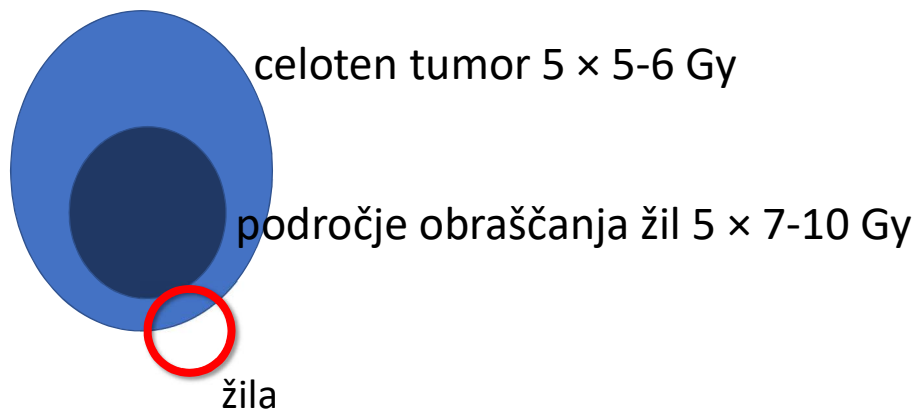 celoten tumor 5 × 5-6 Gy
področje obraščanja žil 5 × 7-10 Gy
žila